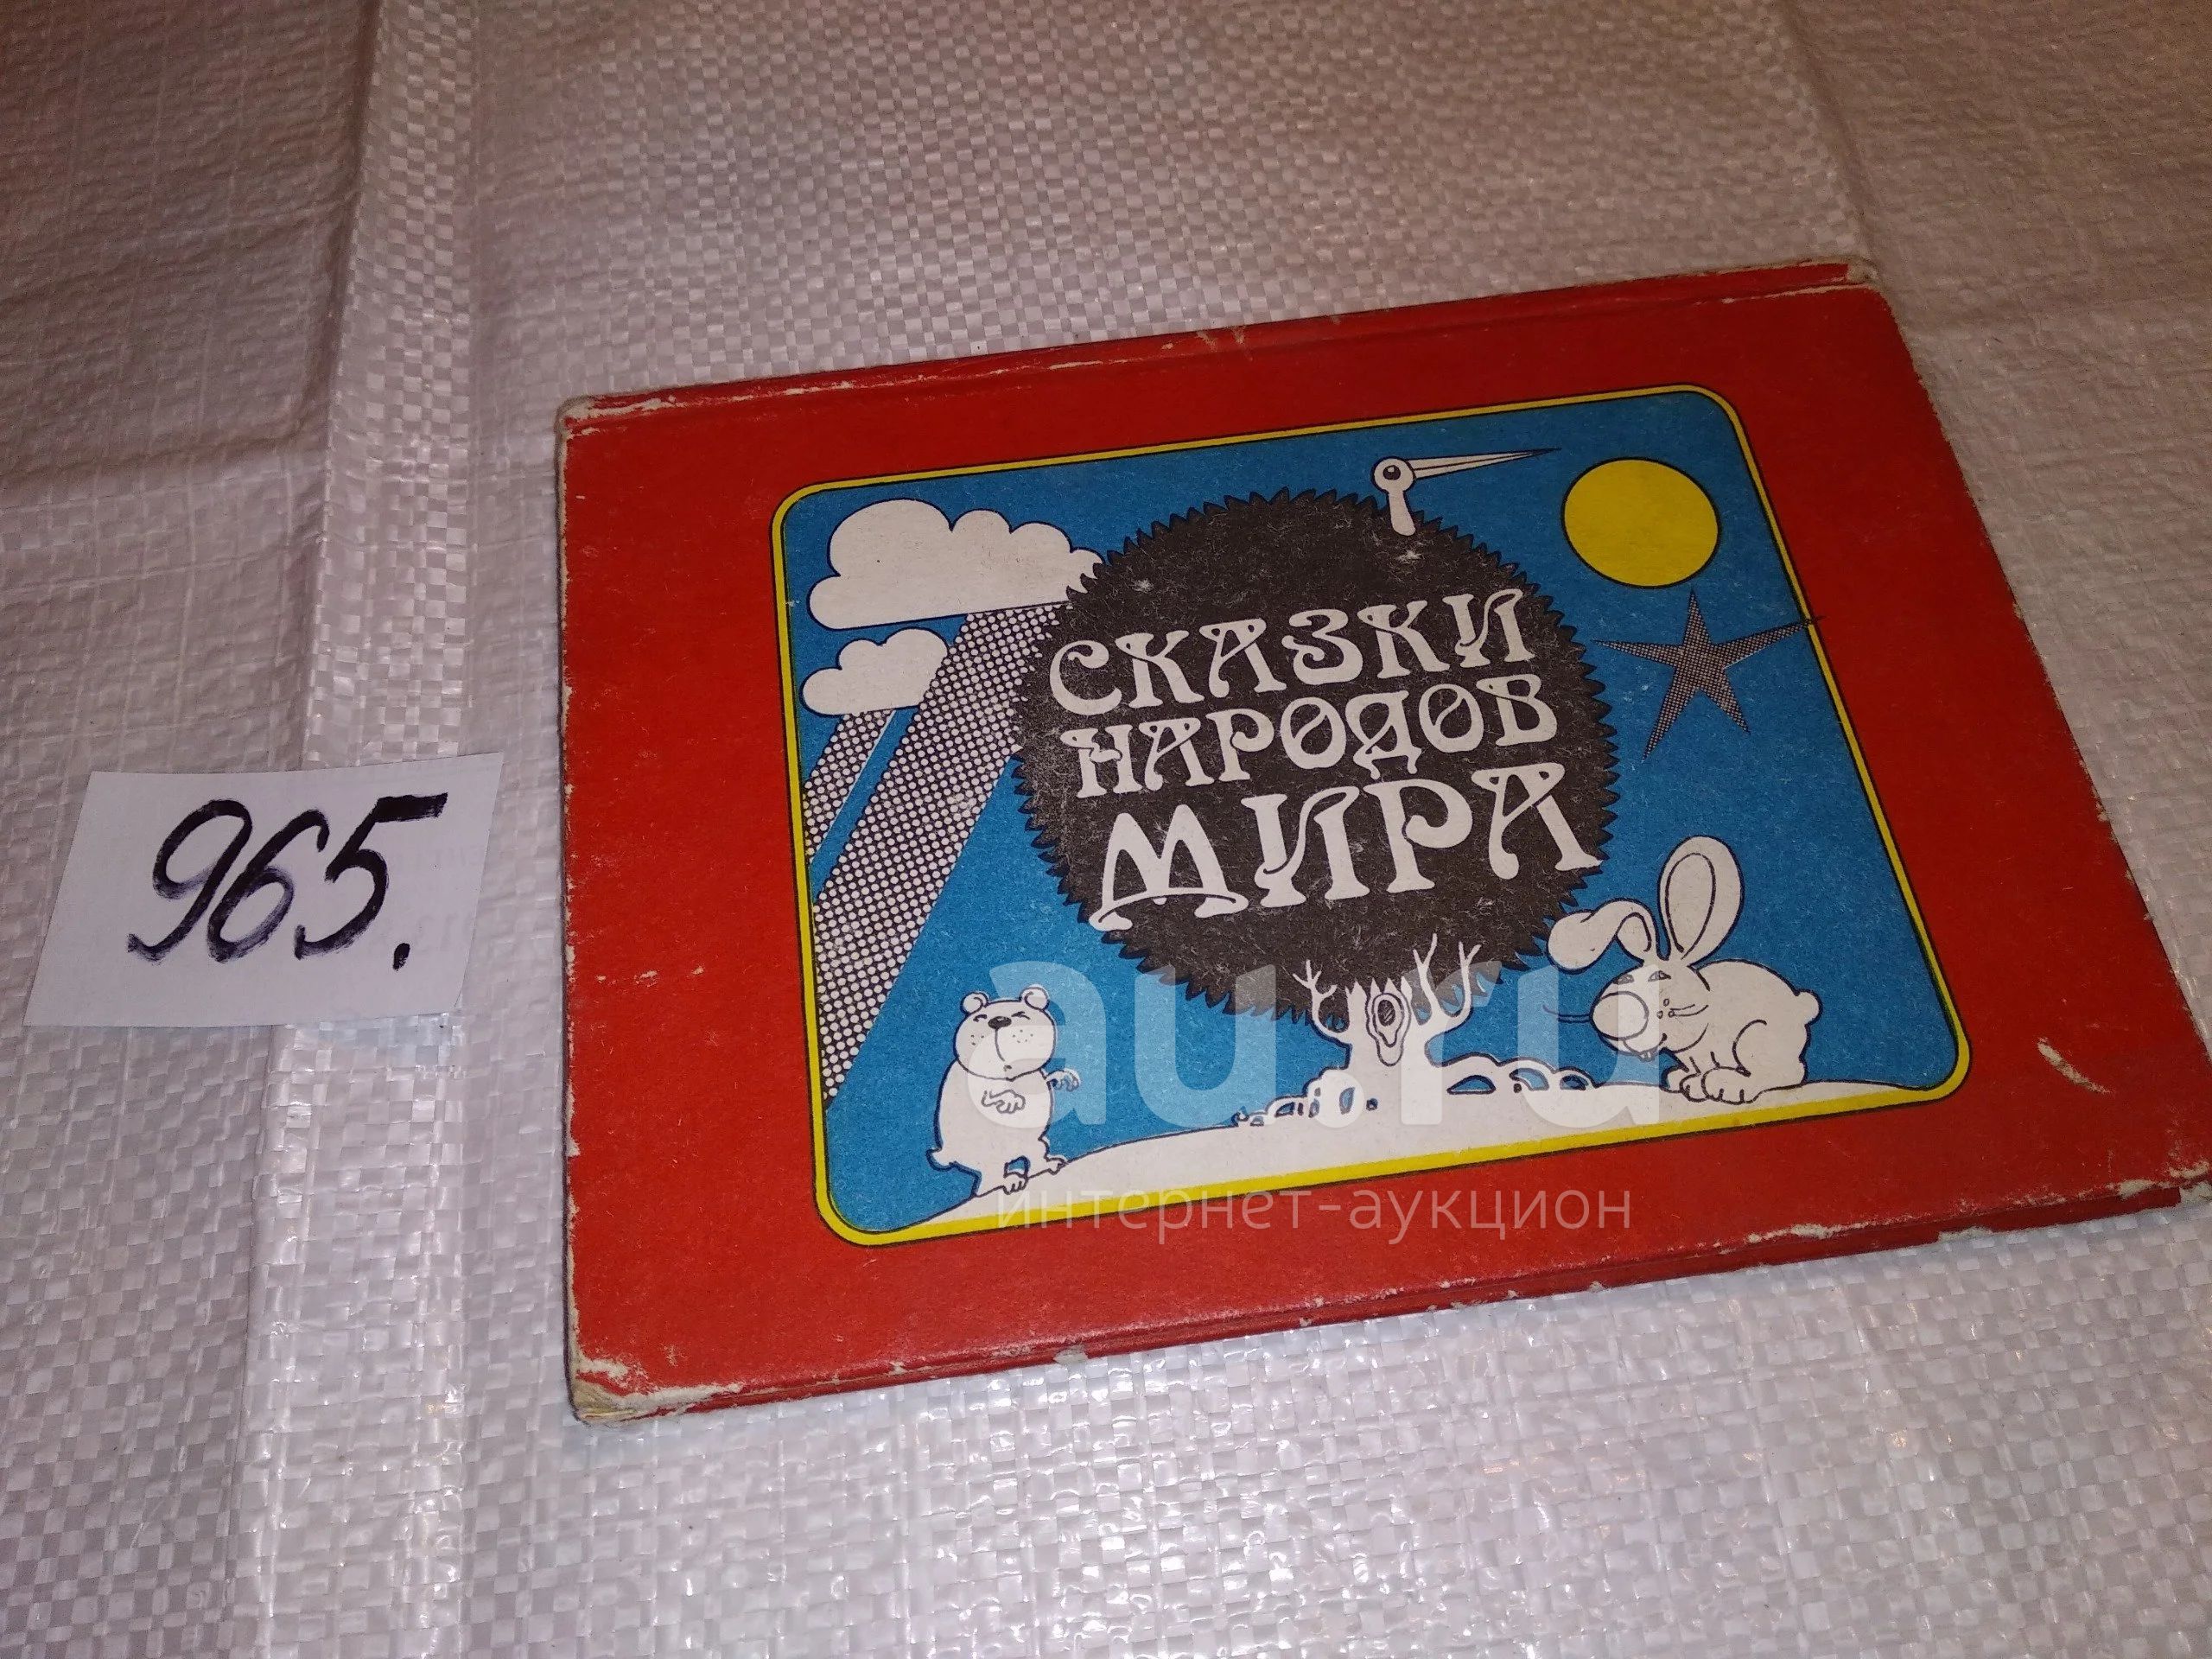 965.
СКАЗКИ
НАРОДОВ
МИРА
au.ru
интернет-аукцион